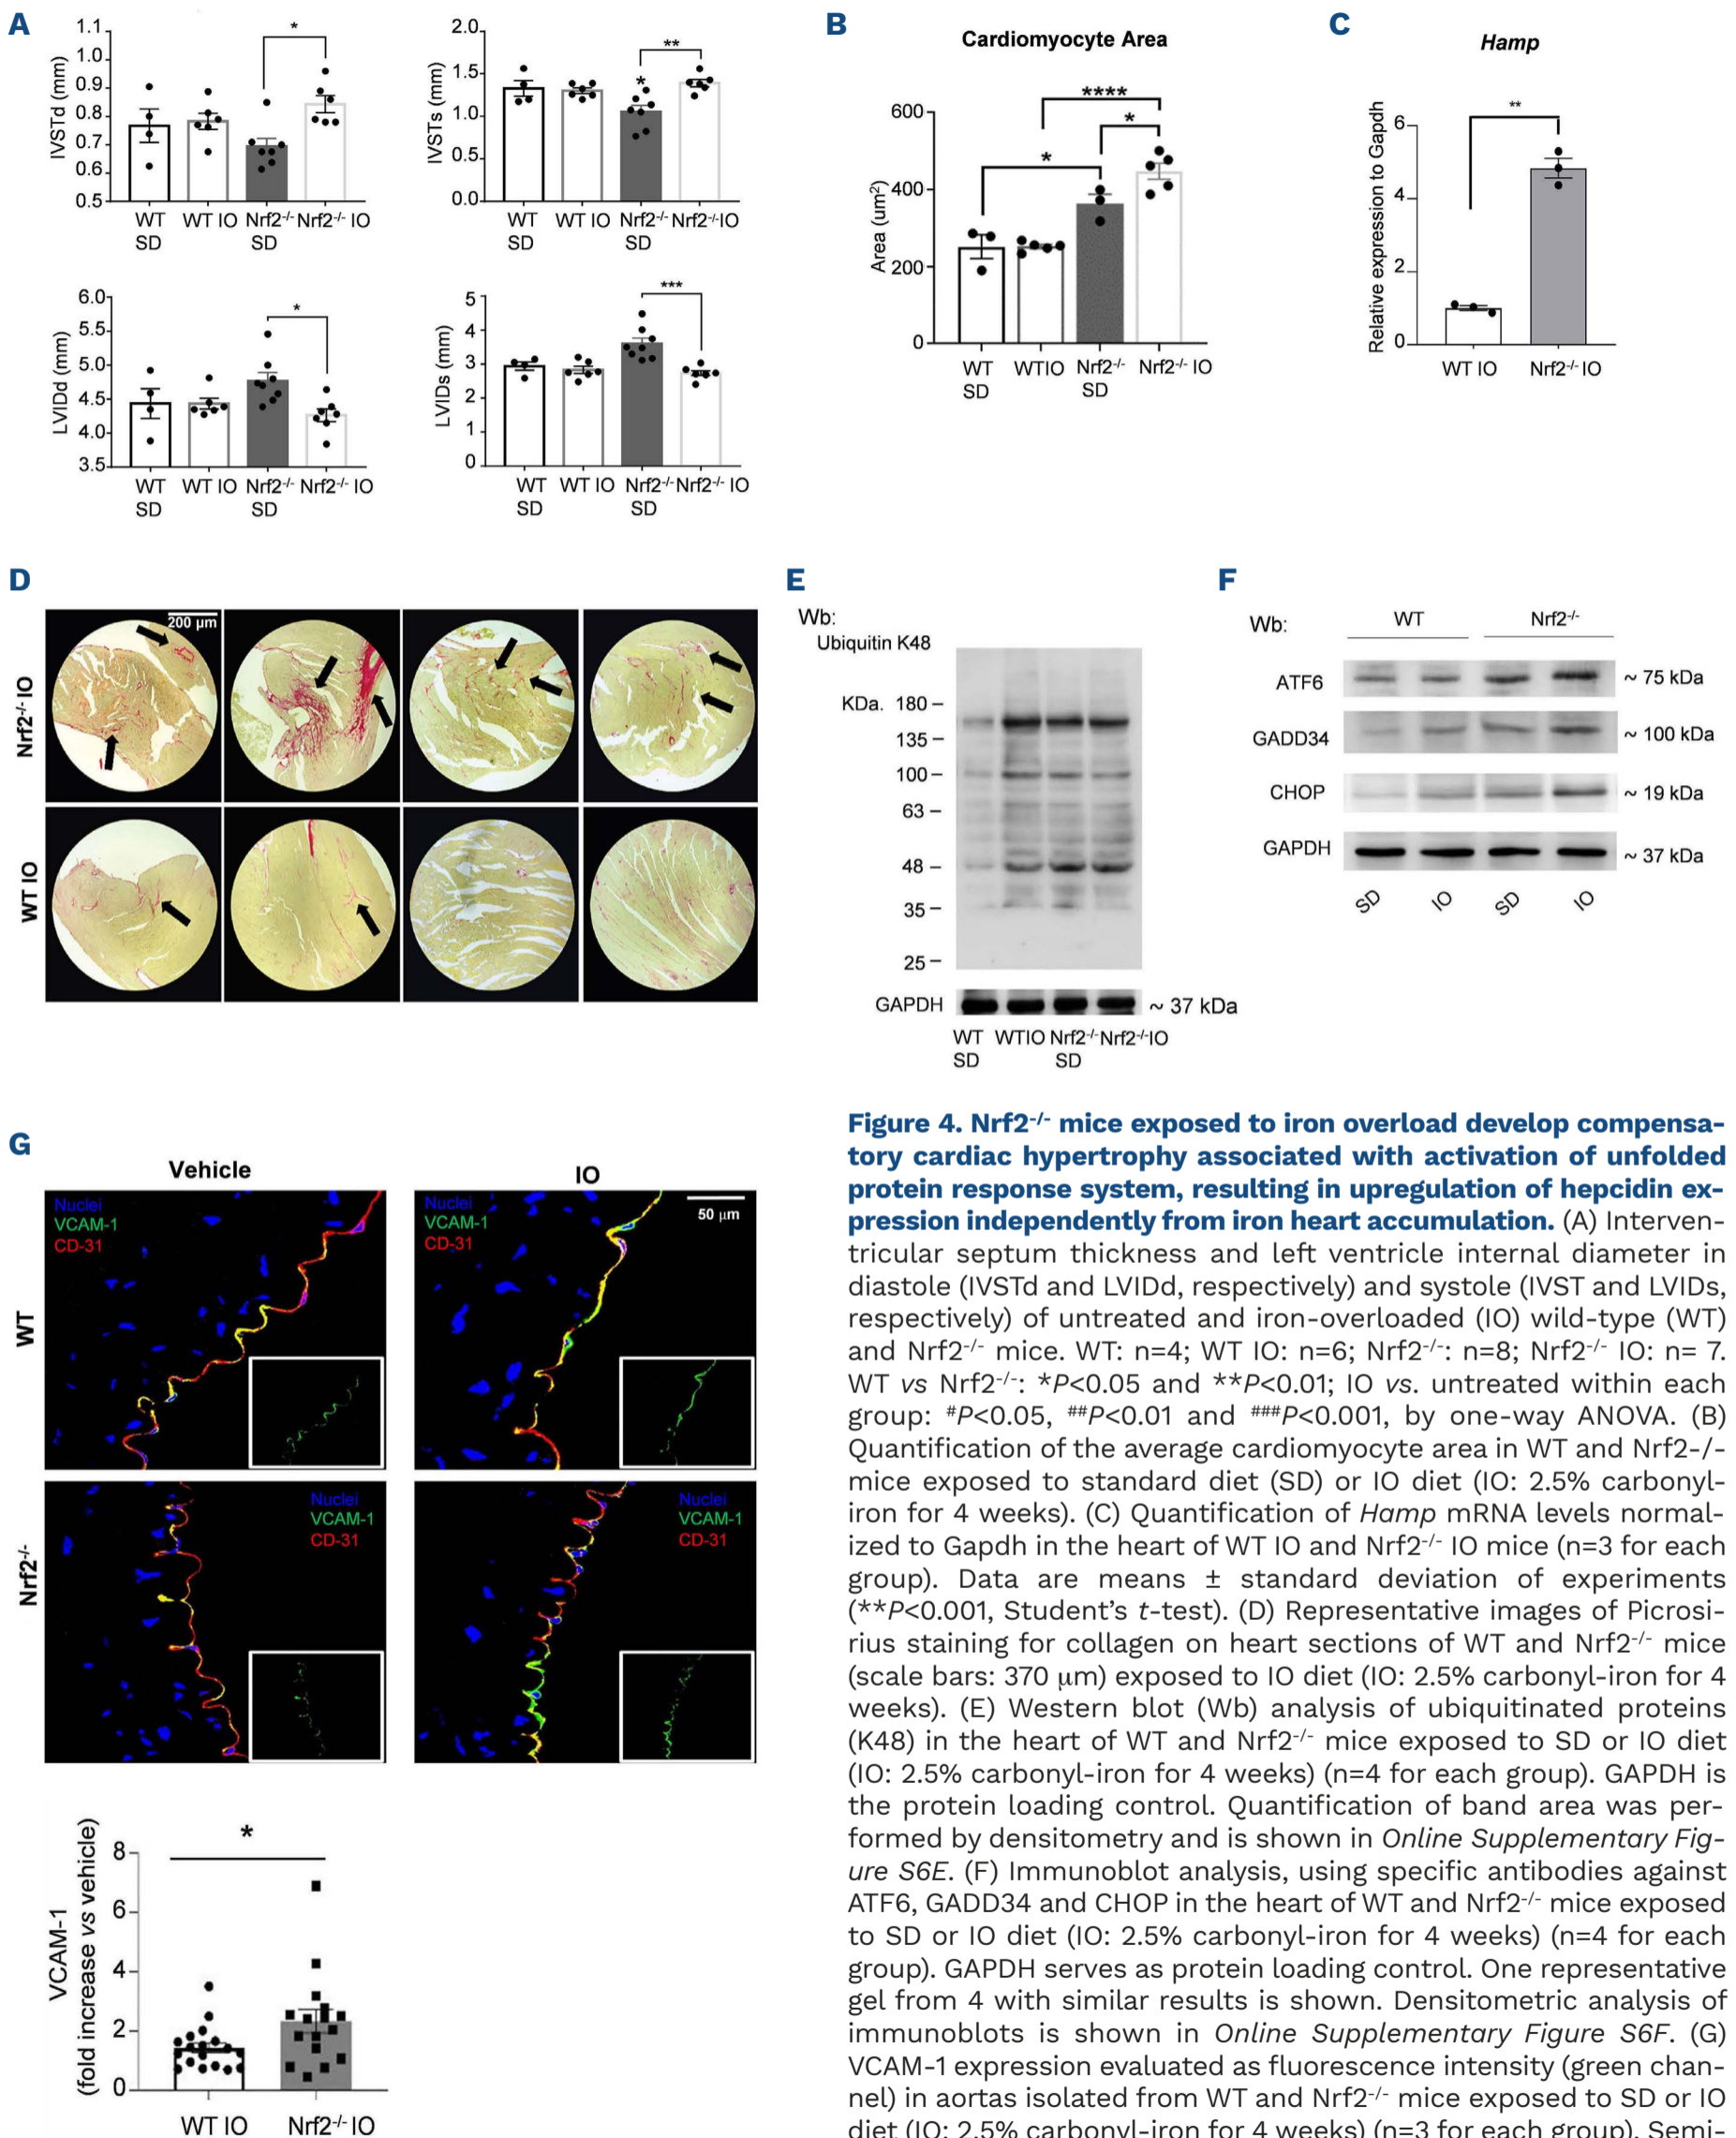 A
IVSTd (mm)
1.1
1.0
0.9
0.8
0.7
0.6
0.5
*
WT
SD
WT IO
Nrf2-/-
SD
Nrf2-/- IO
IVSTs (mm)
2.0
1.5
1.0
0.5
0.0
*
**
WT
SD
WT IO
Nrf2-/-
SD
Nrf2-/- IO
LVIDd (mm)
6.0
5.5
5.0
4.5
4.0
3.5
*
WT
SD
WT IO
Nrf2-/-
SD
Nrf2-/- IO
LVIDs (mm)
5
4
3
2
1
0
***
WT
SD
WT IO
Nrf2-/-
SD
Nrf2-/- IO
B
Cardiomyocyte Area
Area (um2)
600
400
200
0
****
*
*
WT
SD
WTIO
Nrf2-/-
SD
Nrf2-/- IO
C
Hamp
Relative expression to Gapdh
6
4
2
0
**
WT IO
Nrf2-/- IO
D
200 µm
Nrf2-/- IO
WT IO
E
Wb:
Ubiquitin K48
KDa. 180
135
100
63
48
35
25
GAPDH ~ 37 kDa
WT
SD
WTIO
Nrf2-/-
SD
Nrf2-/-IO
F
Wb: WT Nrf2-/-
ATF6 ~ 75 kDa
GADD34 ~ 100 kDa
CHOP ~ 19 kDa
GAPDH ~ 37 kDa
SD IO SD IO
G
Vehicle IO
WT
Nuclei
VCAM-1
CD-31
Nuclei
VCAM-1
CD-31
50 µm
Nrf2-/-
Nuclei
VCAM-1
CD-31
Nuclei
VCAM-1
CD-31
VCAM-1
(fold increase vs vehicle)
8
6
4
2
0
*
WT IO Nrf2-/- IO
Figure 4. Nrf2-/- mice exposed to iron overload develop compensa-
tory cardiac hypertrophy associated with activation of unfolded
protein response system, resulting in upregulation of hepcidin ex-
pression independently from iron heart accumulation. (A) Interven-
tricular septum thickness and left ventricle internal diameter in
diastole (IVSTd and LVIDd, respectively) and systole (IVST and LVIDs,
respectively) of untreated and iron-overloaded (IO) wild-type (WT)
and Nrf2-/- mice. WT: n=4; WT IO: n=6; Nrf2-/-: n=8; Nrf2-/- IO: n= 7.
WT vs Nrf2-/-: *P<0.05 and **P<0.01; IO vs. untreated within each
group: #P<0.05, ##P<0.01 and ###P<0.001, by one-way ANOVA. (B)
Quantification of the average cardiomyocyte area in WT and Nrf2-/-
mice exposed to standard diet (SD) or IO diet (IO: 2.5% carbonyl-
iron for 4 weeks). (C) Quantification of Hamp mRNA levels normal-
ized to Gapdh in the heart of WT IO and Nrf2-/- IO mice (n=3 for each
group). Data are means ± standard deviation of experiments
(**P<0.001, Student's t-test). (D) Representative images of Picrosi-
rius staining for collagen on heart sections of WT and Nrf2-/- mice
(scale bars: 370 µm) exposed to IO diet (IO: 2.5% carbonyl-iron for 4
weeks). (E) Western blot (Wb) analysis of ubiquitinated proteins
(K48) in the heart of WT and Nrf2-/- mice exposed to SD or IO diet
(IO: 2.5% carbonyl-iron for 4 weeks) (n=4 for each group). GAPDH is
the protein loading control. Quantification of band area was per-
formed by densitometry and is shown in Online Supplementary Fig-
ure S6E. (F) Immunoblot analysis, using specific antibodies against
ATF6, GADD34 and CHOP in the heart of WT and Nrf2-/- mice exposed
to SD or IO diet (IO: 2.5% carbonyl-iron for 4 weeks) (n=4 for each
group). GAPDH serves as protein loading control. One representative
gel from 4 with similar results is shown. Densitometric analysis of
immunoblots is shown in Online Supplementary Figure S6F. (G)
VCAM-1 expression evaluated as fluorescence intensity (green chan-
nel) in aortas isolated from WT and Nrf2-/- mice exposed to SD or IO
diet (IO: 2.5% carbonyl-iron for 4 weeks) (n=3 for each group). Semi-